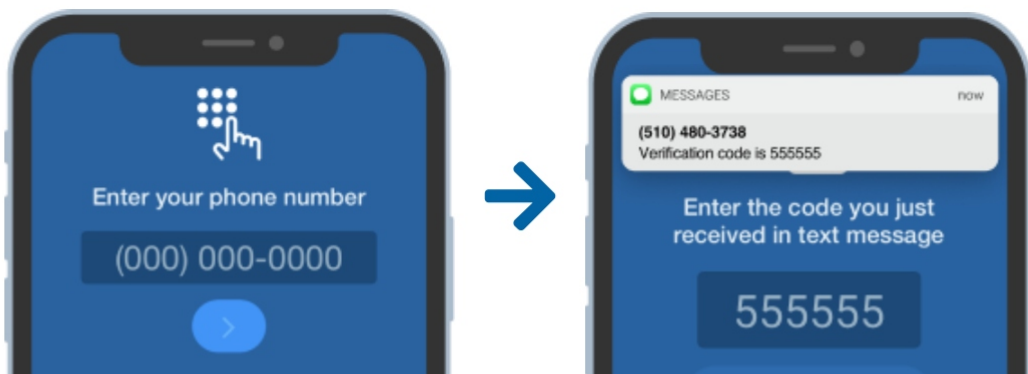 Enter your phone number
(000) 000-0000
MESSAGES now
(510) 480-3738
Verification code is 555555
Enter the code you just
received in text message
555555